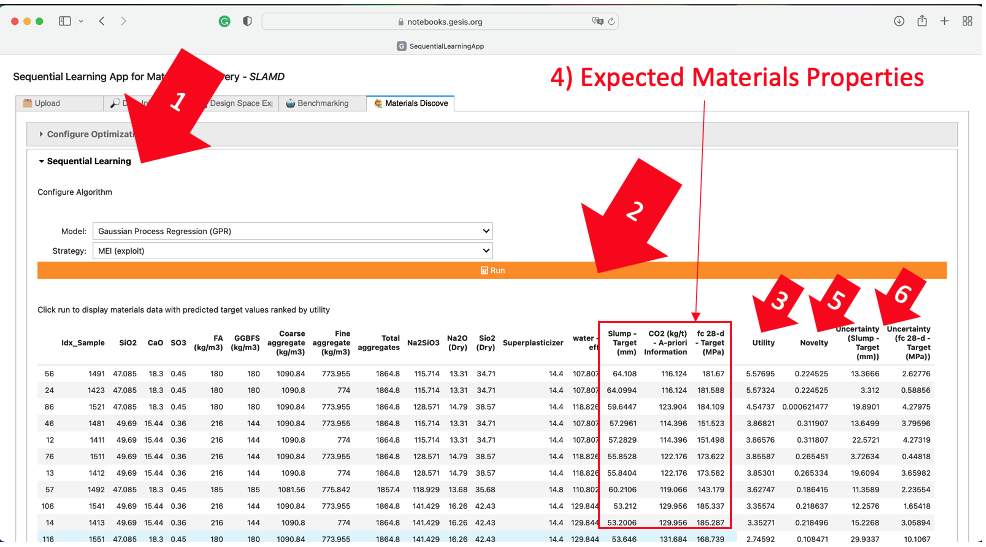 notebooks.gesis.org
G SequentialLearningApp
Sequential Learning App for Mat very - SLAMD
4) Expected Materials Properties
Upload
Design Space Exp
Benchmarking
Materials Discove
1
Configure Optimizati
Sequential Learning
Configure Algorithm
2
Model: Gaussian Process Regression (GPR)
Strategy: MEI (exploit)
Run
3 5 6
Click run to display materials data with predicted target values ranked by utility
Idx_Sample SiO2 CaO SO3 FA (kg/m3) GGBFS (kg/m3) Coarse aggregate (kg/m3) Fine aggregate (kg/m3) Total aggregates Na2SiO3 Na2O (Dry) Sio2 (Dry) Superplasticizer water - eff Slump - Target (mm) CO2 (kg/t) - A-priori Information fc 28-d - Target (MPa) Utility Novelty Uncertainty (Slump - Target (mm)) Uncertainty (fc 28-d - Target (MPa))
56 1491 47.085 18.3 0.45 180 180 1090.84 773.955 1864.8 115.714 13.31 34.71 14.4 107.807 64.108 116.124 181.67 5.57695 0.224525 13.3666 2.62776
24 1423 47.085 18.3 0.45 180 180 1090.8 774 1864.8 115.714 13.31 34.71 14.4 107.807 64.0994 116.124 181.588 5.57324 0.224525 3.312 0.58856
86 1521 47.085 18.3 0.45 180 180 1090.84 773.955 1864.8 128.571 14.79 38.57 14.4 118.826 59.6447 123.904 184.109 4.54737 0.000621477 19.8901 4.27975
46 1481 49.69 15.44 0.36 216 144 1090.84 773.955 1864.8 115.714 13.31 34.71 14.4 107.807 57.2961 114.396 151.523 3.86821 0.311907 13.6499 3.79596
12 1411 49.69 15.44 0.36 216 144 1090.8 774 1864.8 115.714 13.31 34.71 14.4 107.807 57.2829 114.396 151.498 3.86576 0.311807 22.5721 4.27319
76 1511 49.69 15.44 0.36 216 144 1090.84 773.955 1864.8 128.571 14.79 38.57 14.4 118.826 55.8528 122.176 173.622 3.85587 0.265451 3.72634 0.44818
13 1412 49.69 15.44 0.36 216 144 1090.8 774 1864.8 128.571 14.79 38.57 14.4 118.826 55.8404 122.176 173.582 3.85301 0.265334 19.6094 3.65982
57 1492 47.085 18.3 0.45 185 185 1081.56 775.842 1857.4 118.929 13.68 35.68 14.8 110.802 60.2106 119.066 143.179 3.62747 0.186415 11.3589 2.23554
106 1541 49.69 15.44 0.36 216 144 1090.84 773.955 1864.8 141.429 16.26 42.43 14.4 129.844 53.212 129.956 185.337 3.35574 0.218637 12.2576 1.65418
14 1413 49.69 15.44 0.36 216 144 1090.8 774 1864.8 141.429 16.26 42.43 14.4 129.844 53.2006 129.956 185.287 3.35271 0.218496 15.2268 3.05894
116 1551 47.085 18.3 0.45 180 180 1090.84 773.955 1864.8 141.429 16.26 42.43 14.4 129.844 53.646 131.684 168.739 2.74592 0.108471 29.9337 10.1067